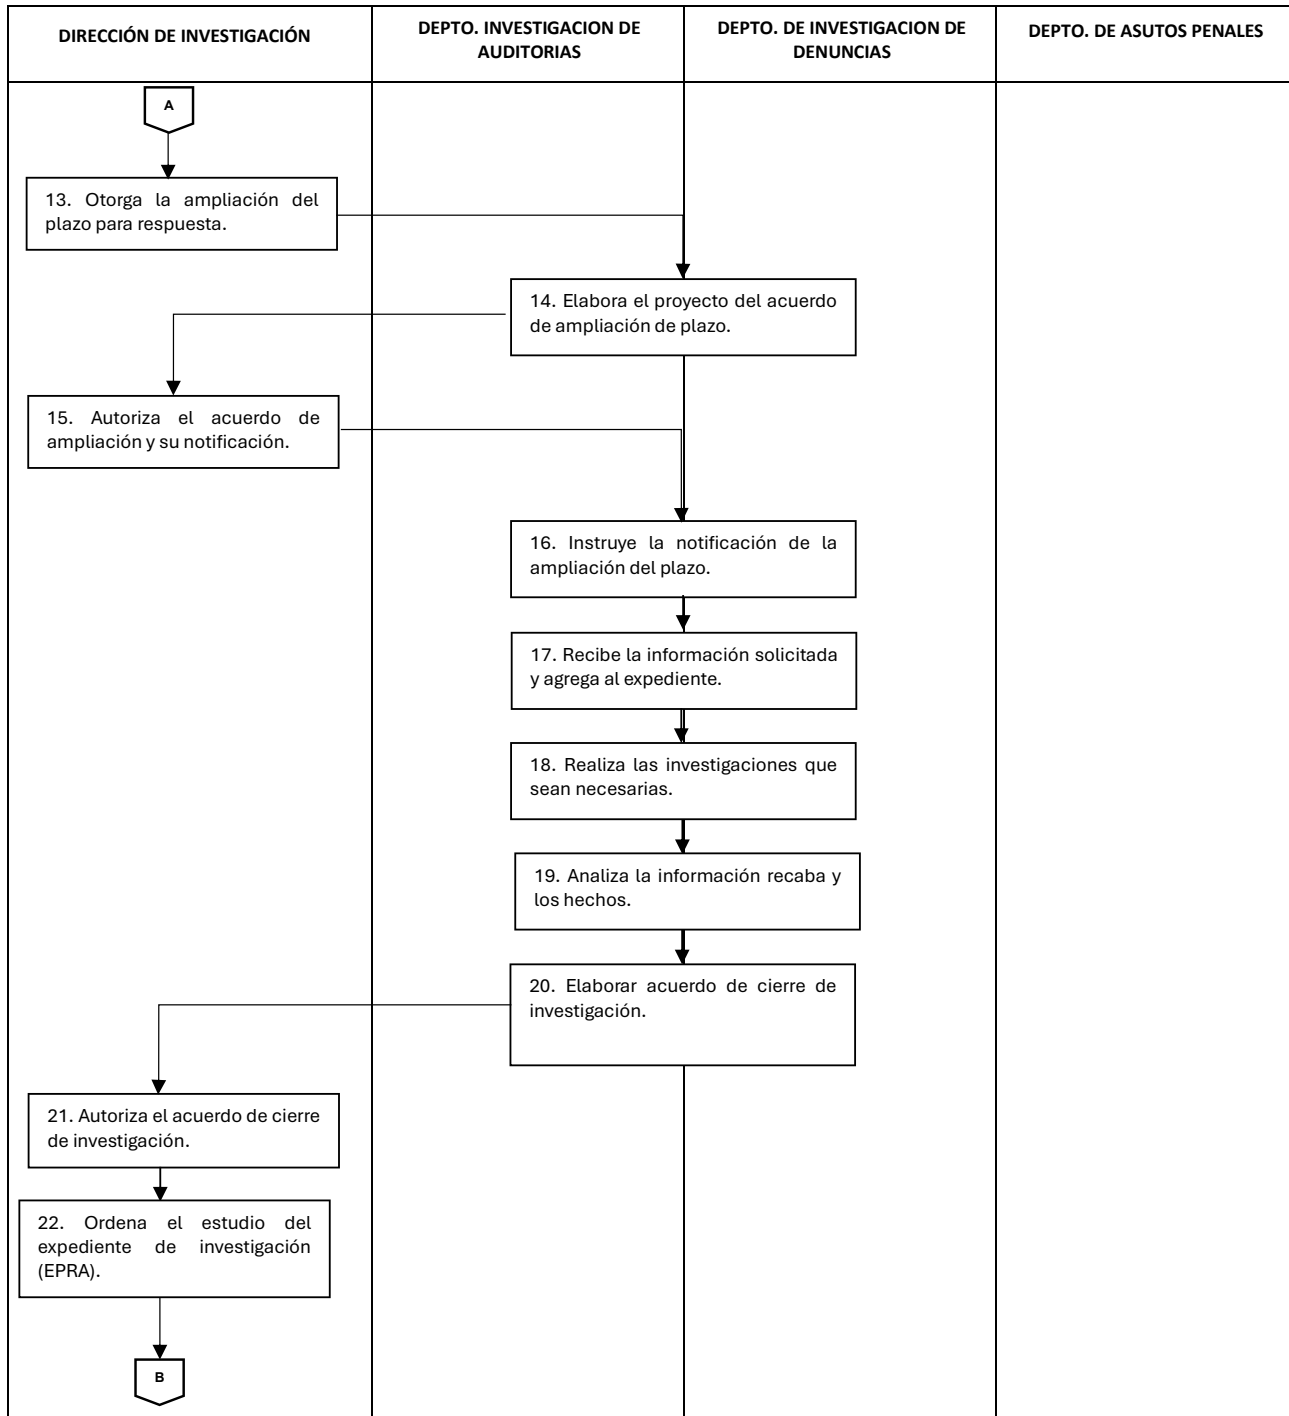 DIRECCIÓN DE INVESTIGACIÓN
DEPTO. INVESTIGACION DE
AUDITORIAS
DEPTO. DE INVESTIGACION DE
DENUNCIAS
DEPTO. DE ASUTOS PENALES
A
13. Otorga la ampliación del
plazo para respuesta.
14. Elabora el proyecto del acuerdo
de ampliación de plazo.
15. Autoriza el acuerdo de
ampliación y su notificación.
16. Instruye la notificación de la
ampliación del plazo.
17. Recibe la información solicitada
y agrega al expediente.
18. Realiza las investigaciones que
sean necesarias.
19. Analiza la información recaba y
los hechos.
20. Elaborar acuerdo de cierre de
investigación.
21. Autoriza el acuerdo de cierre
de investigación.
22. Ordena el estudio del
expediente de investigación
(EPRA).
B